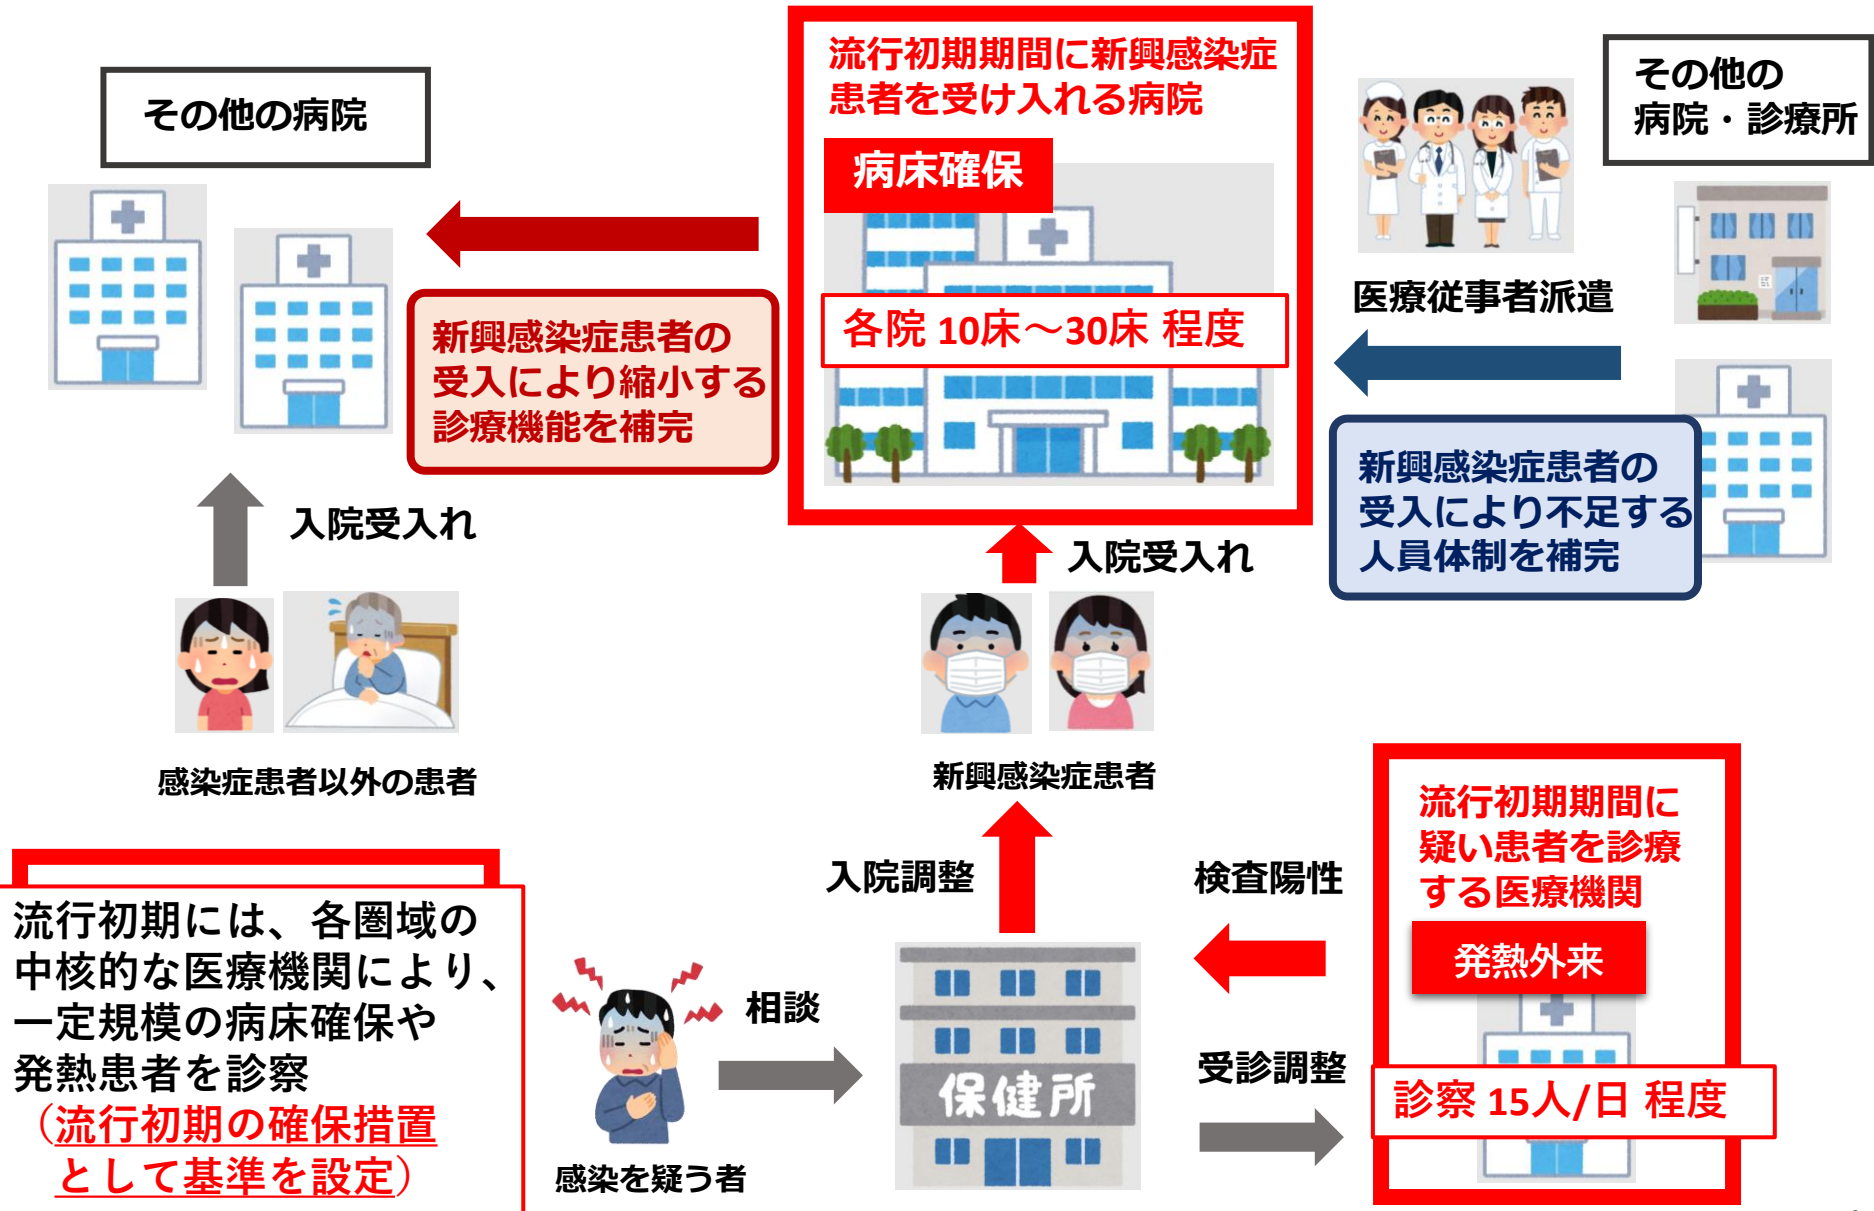 その他の病院
流行初期期間に新興感染症
患者を受け入れる病院
病床確保
各院 10床～30床 程度
その他の
病院・診療所
医療従事者派遣
新興感染症患者の
受入により縮小する
診療機能を補完
新興感染症患者の
受入により不足する
人員体制を補完
入院受入れ
入院受入れ
感染症患者以外の患者
新興感染症患者
流行初期期間に
疑い患者を診療
する医療機関
発熱外来
診察 15人/日 程度
入院調整
検査陽性
流行初期には、各圏域の
中核的な医療機関により、
一定規模の病床確保や
発熱患者を診察
（流行初期の確保措置
として基準を設定）
相談
受診調整
保健所
感染を疑う者